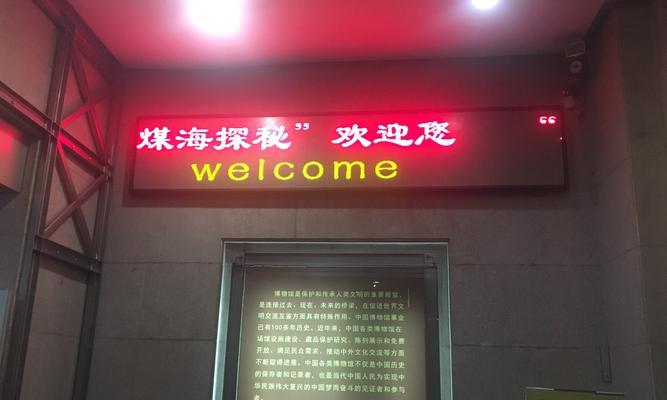 煤海探秘” 欢迎您 “
welcome
博物馆是保护和传承人类文明的重要殿堂,
是连接过去、现在、未来的桥梁,在促进世界文
明交流互鉴方面具有特殊作用。中国博物馆事业
已有100多年历史。近年来,中国各类博物馆在
场馆设施建设、藏品保护研究、陈列展示和免费
开放、满足民众需求、推动中外文化交流等方面
不断取得进展。中国各类博物馆不仅是中国历史
的保存者和记录者,也是当代中国人民为实现中
华民族伟大复兴的中国梦而奋斗的见证者和参与
者。